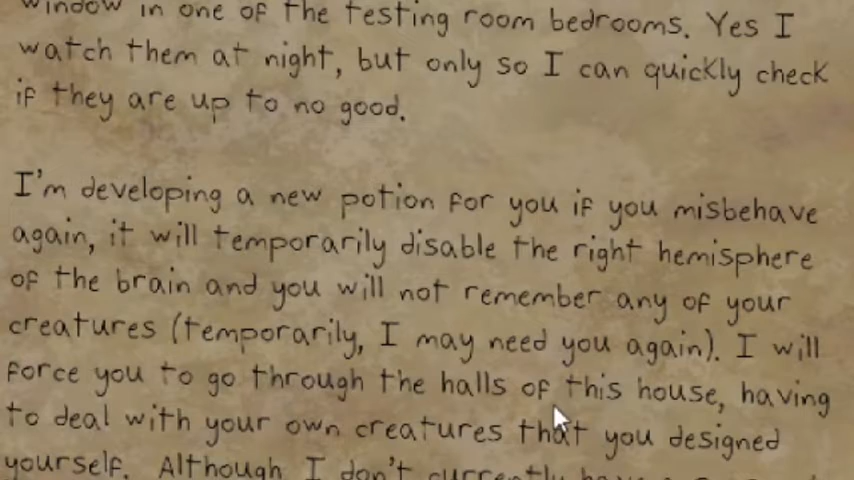 window in one of the testing room bedrooms. Yes I
watch them at night, but only so I can quickly check
if they are up to no good.
I'm developing a new potion for you if you misbehave
again, it will temporarily disable the right hemisphere
of the brain and you will not remember any of your
creatures (temporarily, I may need you again). I will
force you to go through the halls of this house, having
to deal with your own creatures that you designed
yourself. Although I don't currently have a